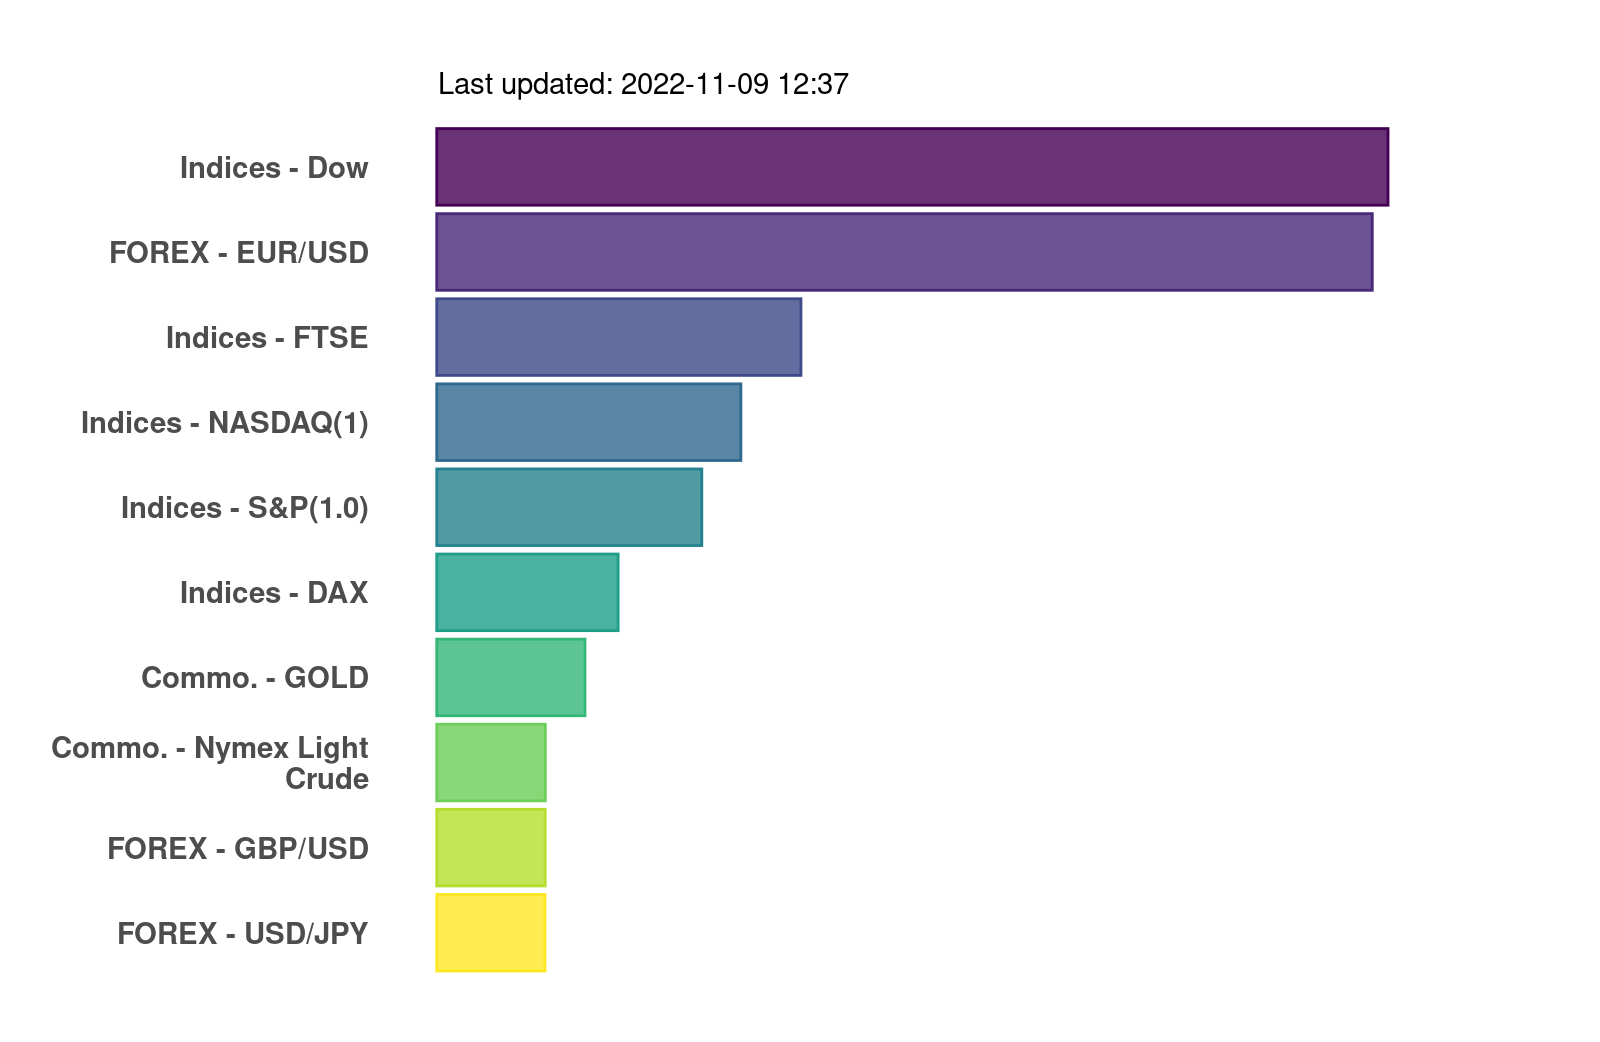 Last updated: 2022-11-09 12:37
Indices - Dow
FOREX - EUR/USD
Indices - FTSE
Indices - NASDAQ(1)
Indices - S&P(1.0)
Indices - DAX
Commo. - GOLD
Commo. - Nymex Light
Crude
FOREX - GBP/USD
FOREX - USD/JPY